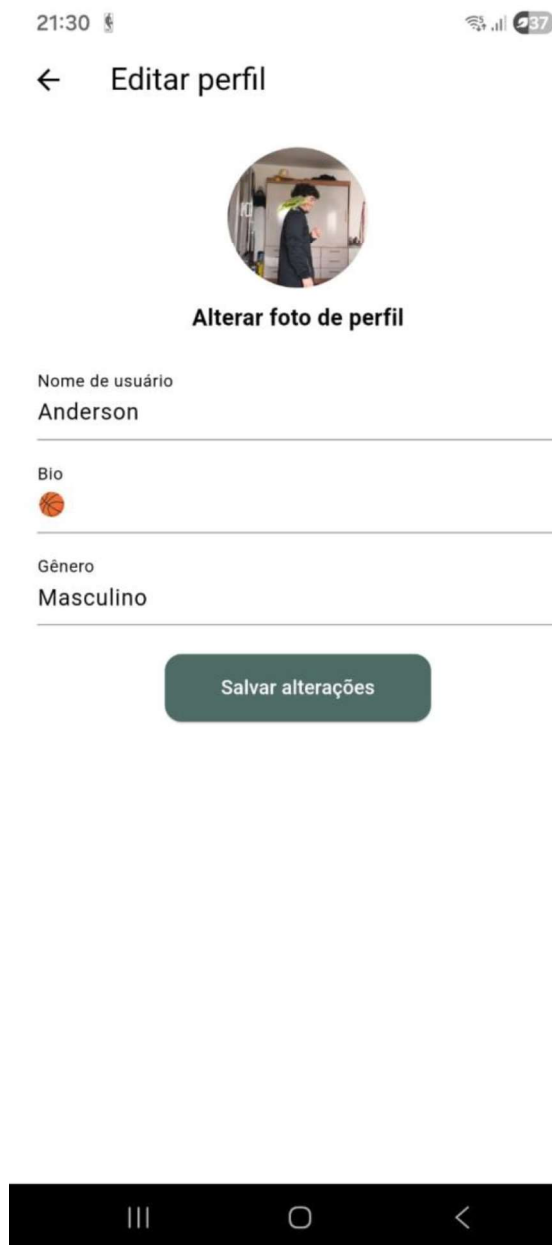 21:30
37
Editar perfil
Alterar foto de perfil
Nome de usuário
Anderson
Bio
🏀
Gênero
Masculino
Salvar alterações